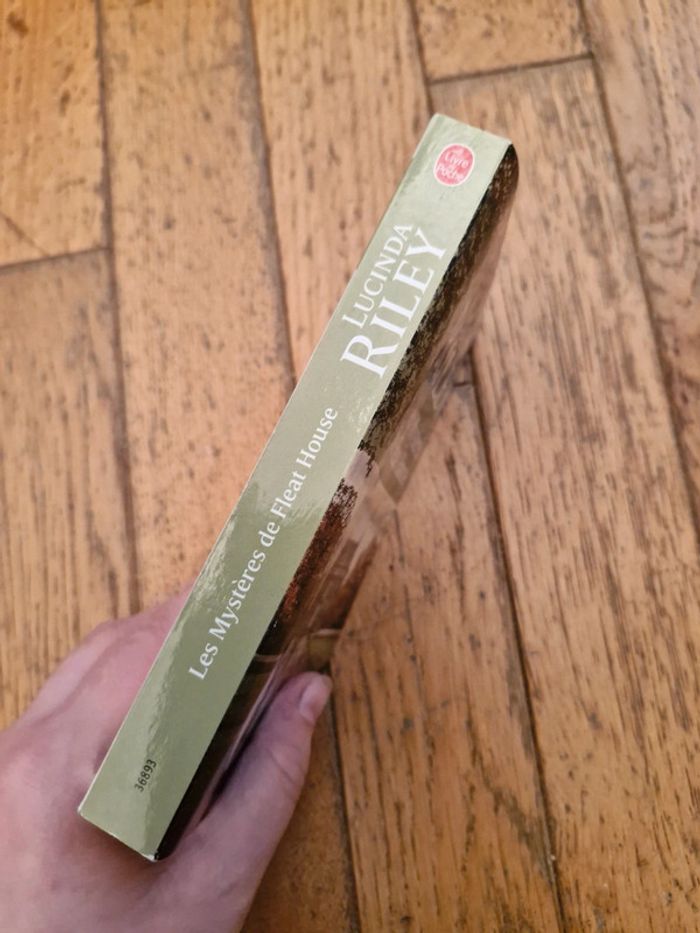 Le
Livre
de
Poche
LUCINDA
RILEY
Les Mystères de Fleat House
36893